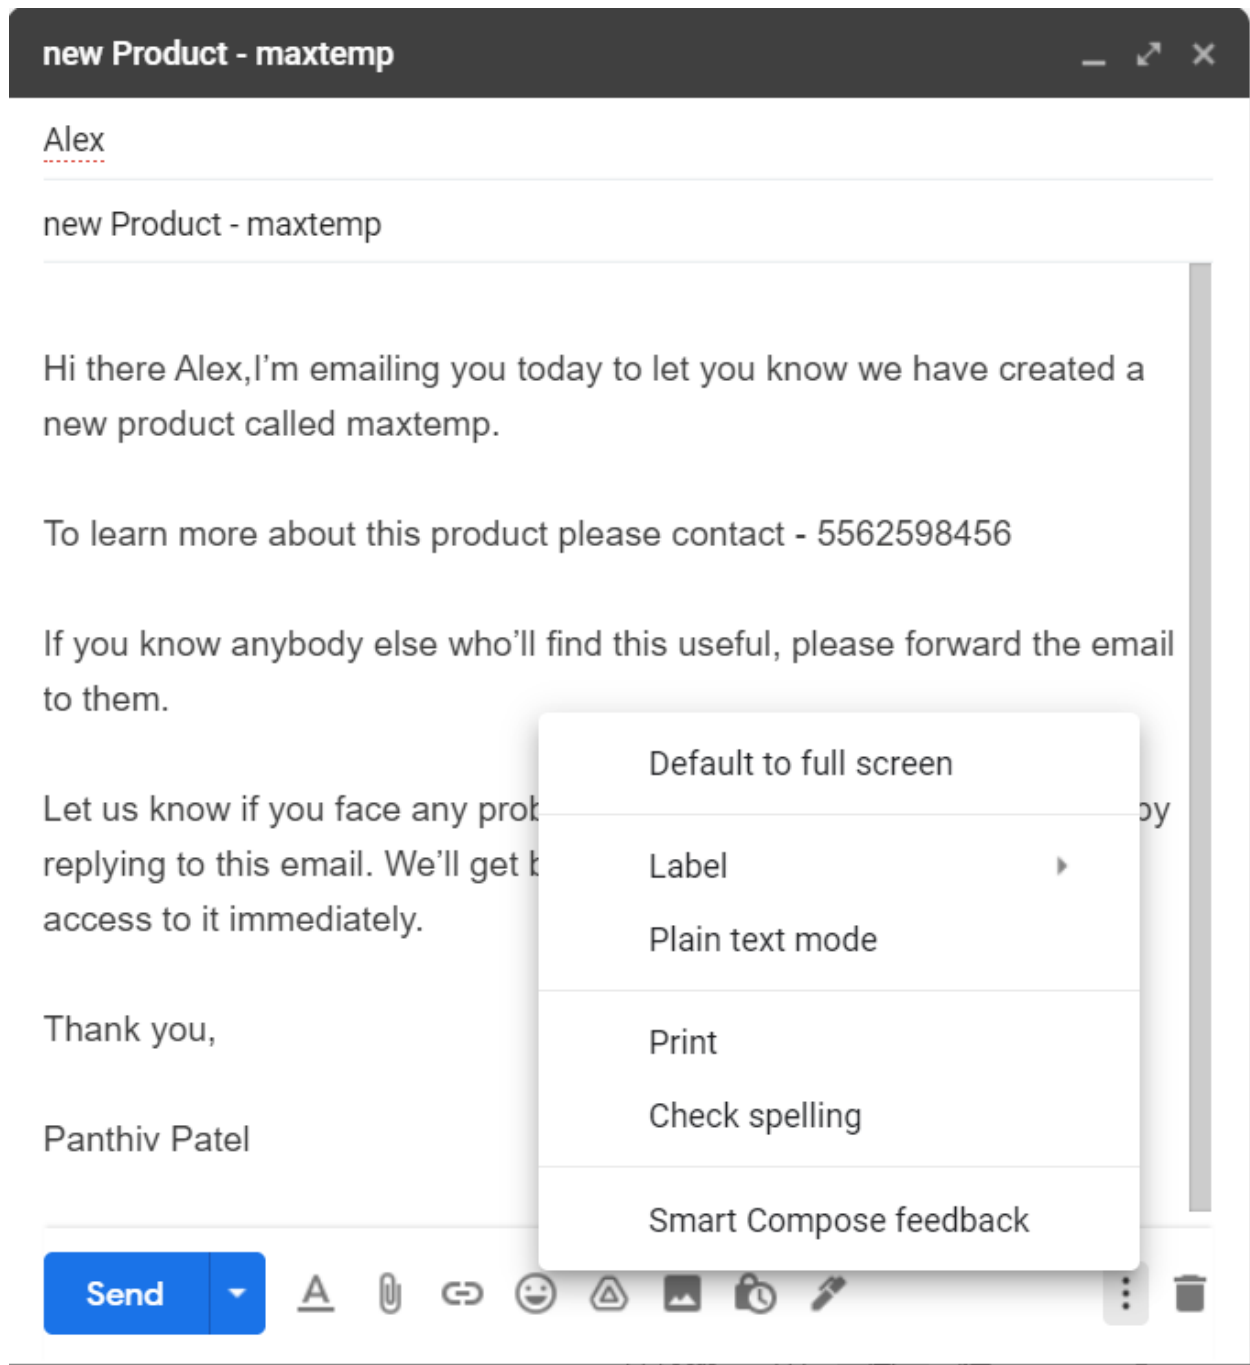 new Product - maxtemp
Alex
new Product - maxtemp
Hi there Alex,I’m emailing you today to let you know we have created a
new product called maxtemp.
To learn more about this product please contact - 5562598456
If you know anybody else who’ll find this useful, please forward the email
to them.
Let us know if you face any by
replying to this email. We’ll get
access to it immediately.
Thank you,
Panthiv Patel
Default to full screen
Label
Plain text mode
Print
Check spelling
Smart Compose feedback
Send